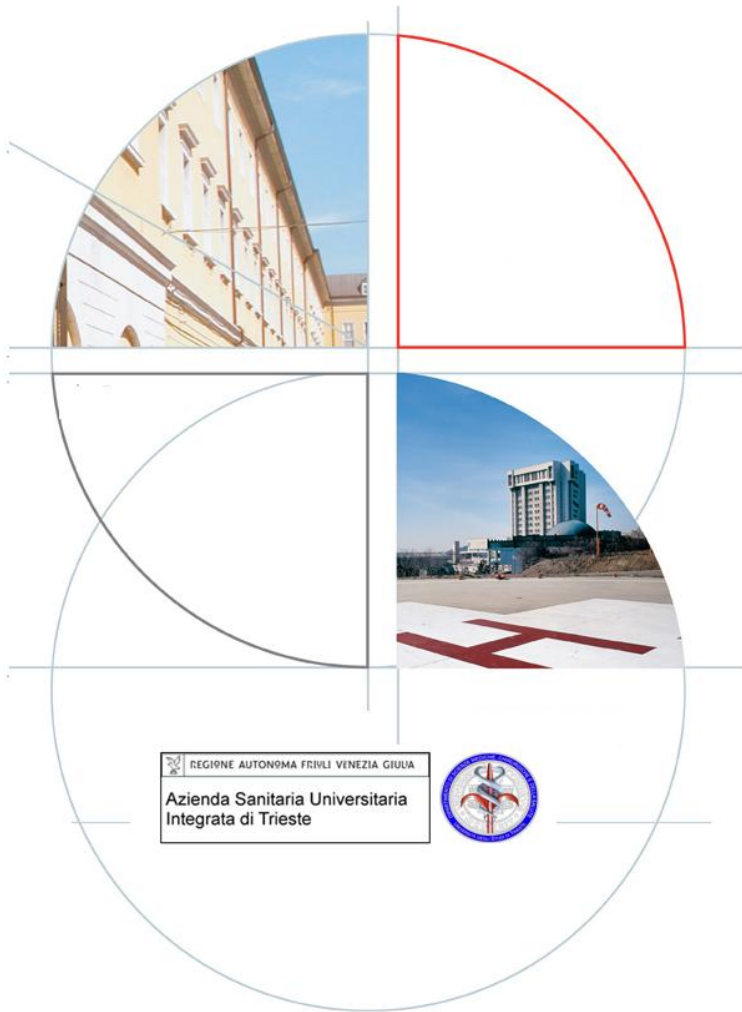 REGIONE AUTONOMA FRIULI VENEZIA GIULIA
Azienda Sanitaria Universitaria
Integrata di Trieste